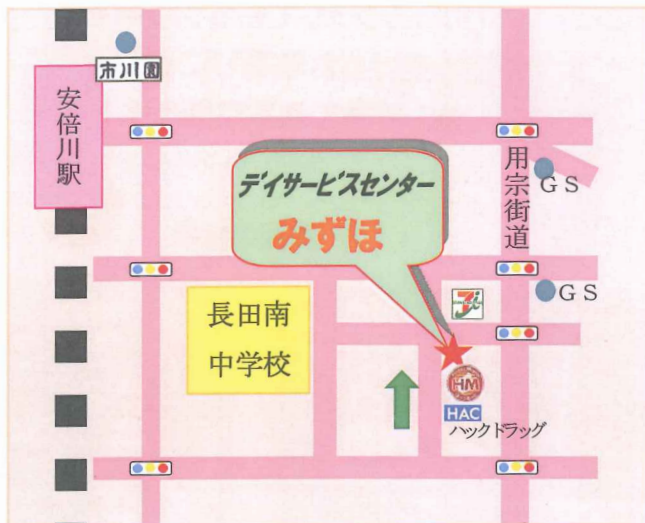 市川園
安倍川駅
デイサービスセンター
みずほ
用宗街道
GS
GS
長田南
中学校
7i
HM
HAC
ハックドラッグ